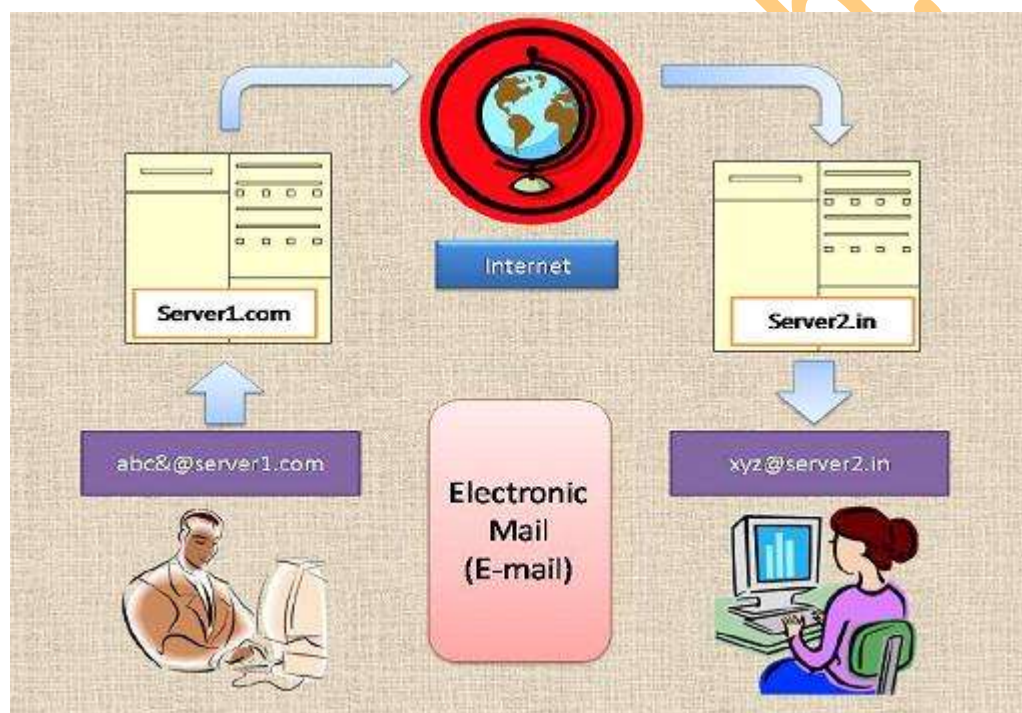 Internet
Server1.com
Server2.in
abc&@server1.com
xyz@server2.in
Electronic
Mail
(E-mail)